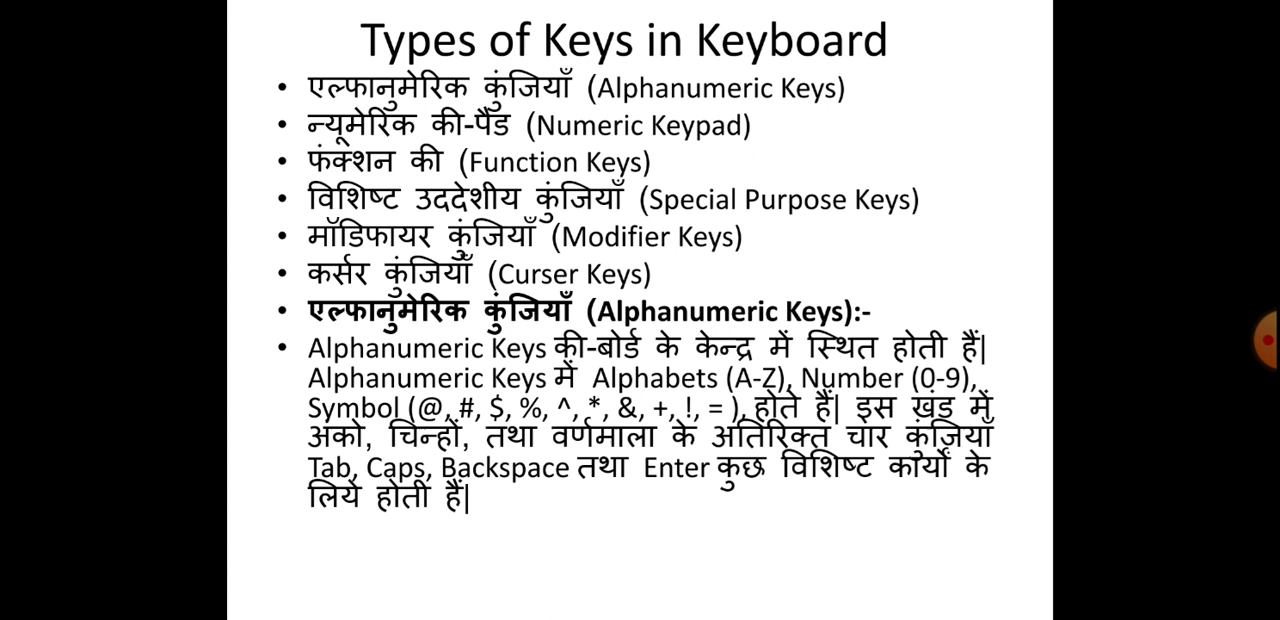 Types of Keys in Keyboard
• एल्फानुमेरिक कुंजियाँ (Alphanumeric Keys)
• न्यूमेरिक की-पैड (Numeric Keypad)
• फंक्शन की (Function Keys)
• विशिष्ट उददेशीय कुंजियाँ (Special Purpose Keys)
• मॉडिफायर कुंजियाँ (Modifier Keys)
• कर्सर कुंजियाँ (Curser Keys)
• एल्फानुमेरिक कुंजियाँ (Alphanumeric Keys):-
• Alphanumeric Keys की-बोर्ड के केन्द्र में स्थित होती हैं|
Alphanumeric Keys में Alphabets (A-Z), Number (0-9),
Symbol (@, #, $, %, ^, *, &, +, !, = ), होते हैं| इस खंड में
अंको, चिन्हों, तथा वर्णमाला के अतिरिक्त चार कुंजियाँ
Tab, Caps, Backspace तथा Enter कुछ विशिष्ट कार्यों के
लिये होती हैं|